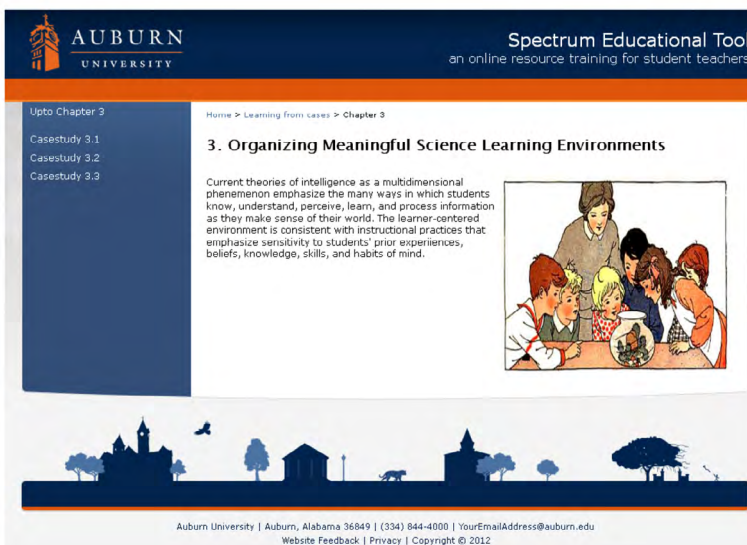 AUBURN
UNIVERSITY
Spectrum Educational Tool
an online resource training for student teachers
Upto Chapter 3
Casestudy 3.1
Casestudy 3.2
Casestudy 3.3
Home > Learning from cases > Chapter 3
3. Organizing Meaningful Science Learning Environments
Current theories of intelligence as a multidimensional
phenemenon emphasize the many ways in which students
know, understand, perceive, learn, and process information
as they make sense of their world. The learner-centered
environment is consistent with instructional practices that
emphasize sensitivity to students' prior experiiences,
beliefs, knowledge, skills, and habits of mind.
Auburn University | Auburn, Alabama 36849 | (334) 844-4000 | YourEmailAddress@auburn.edu
Website Feedback | Privacy | Copyright © 2012